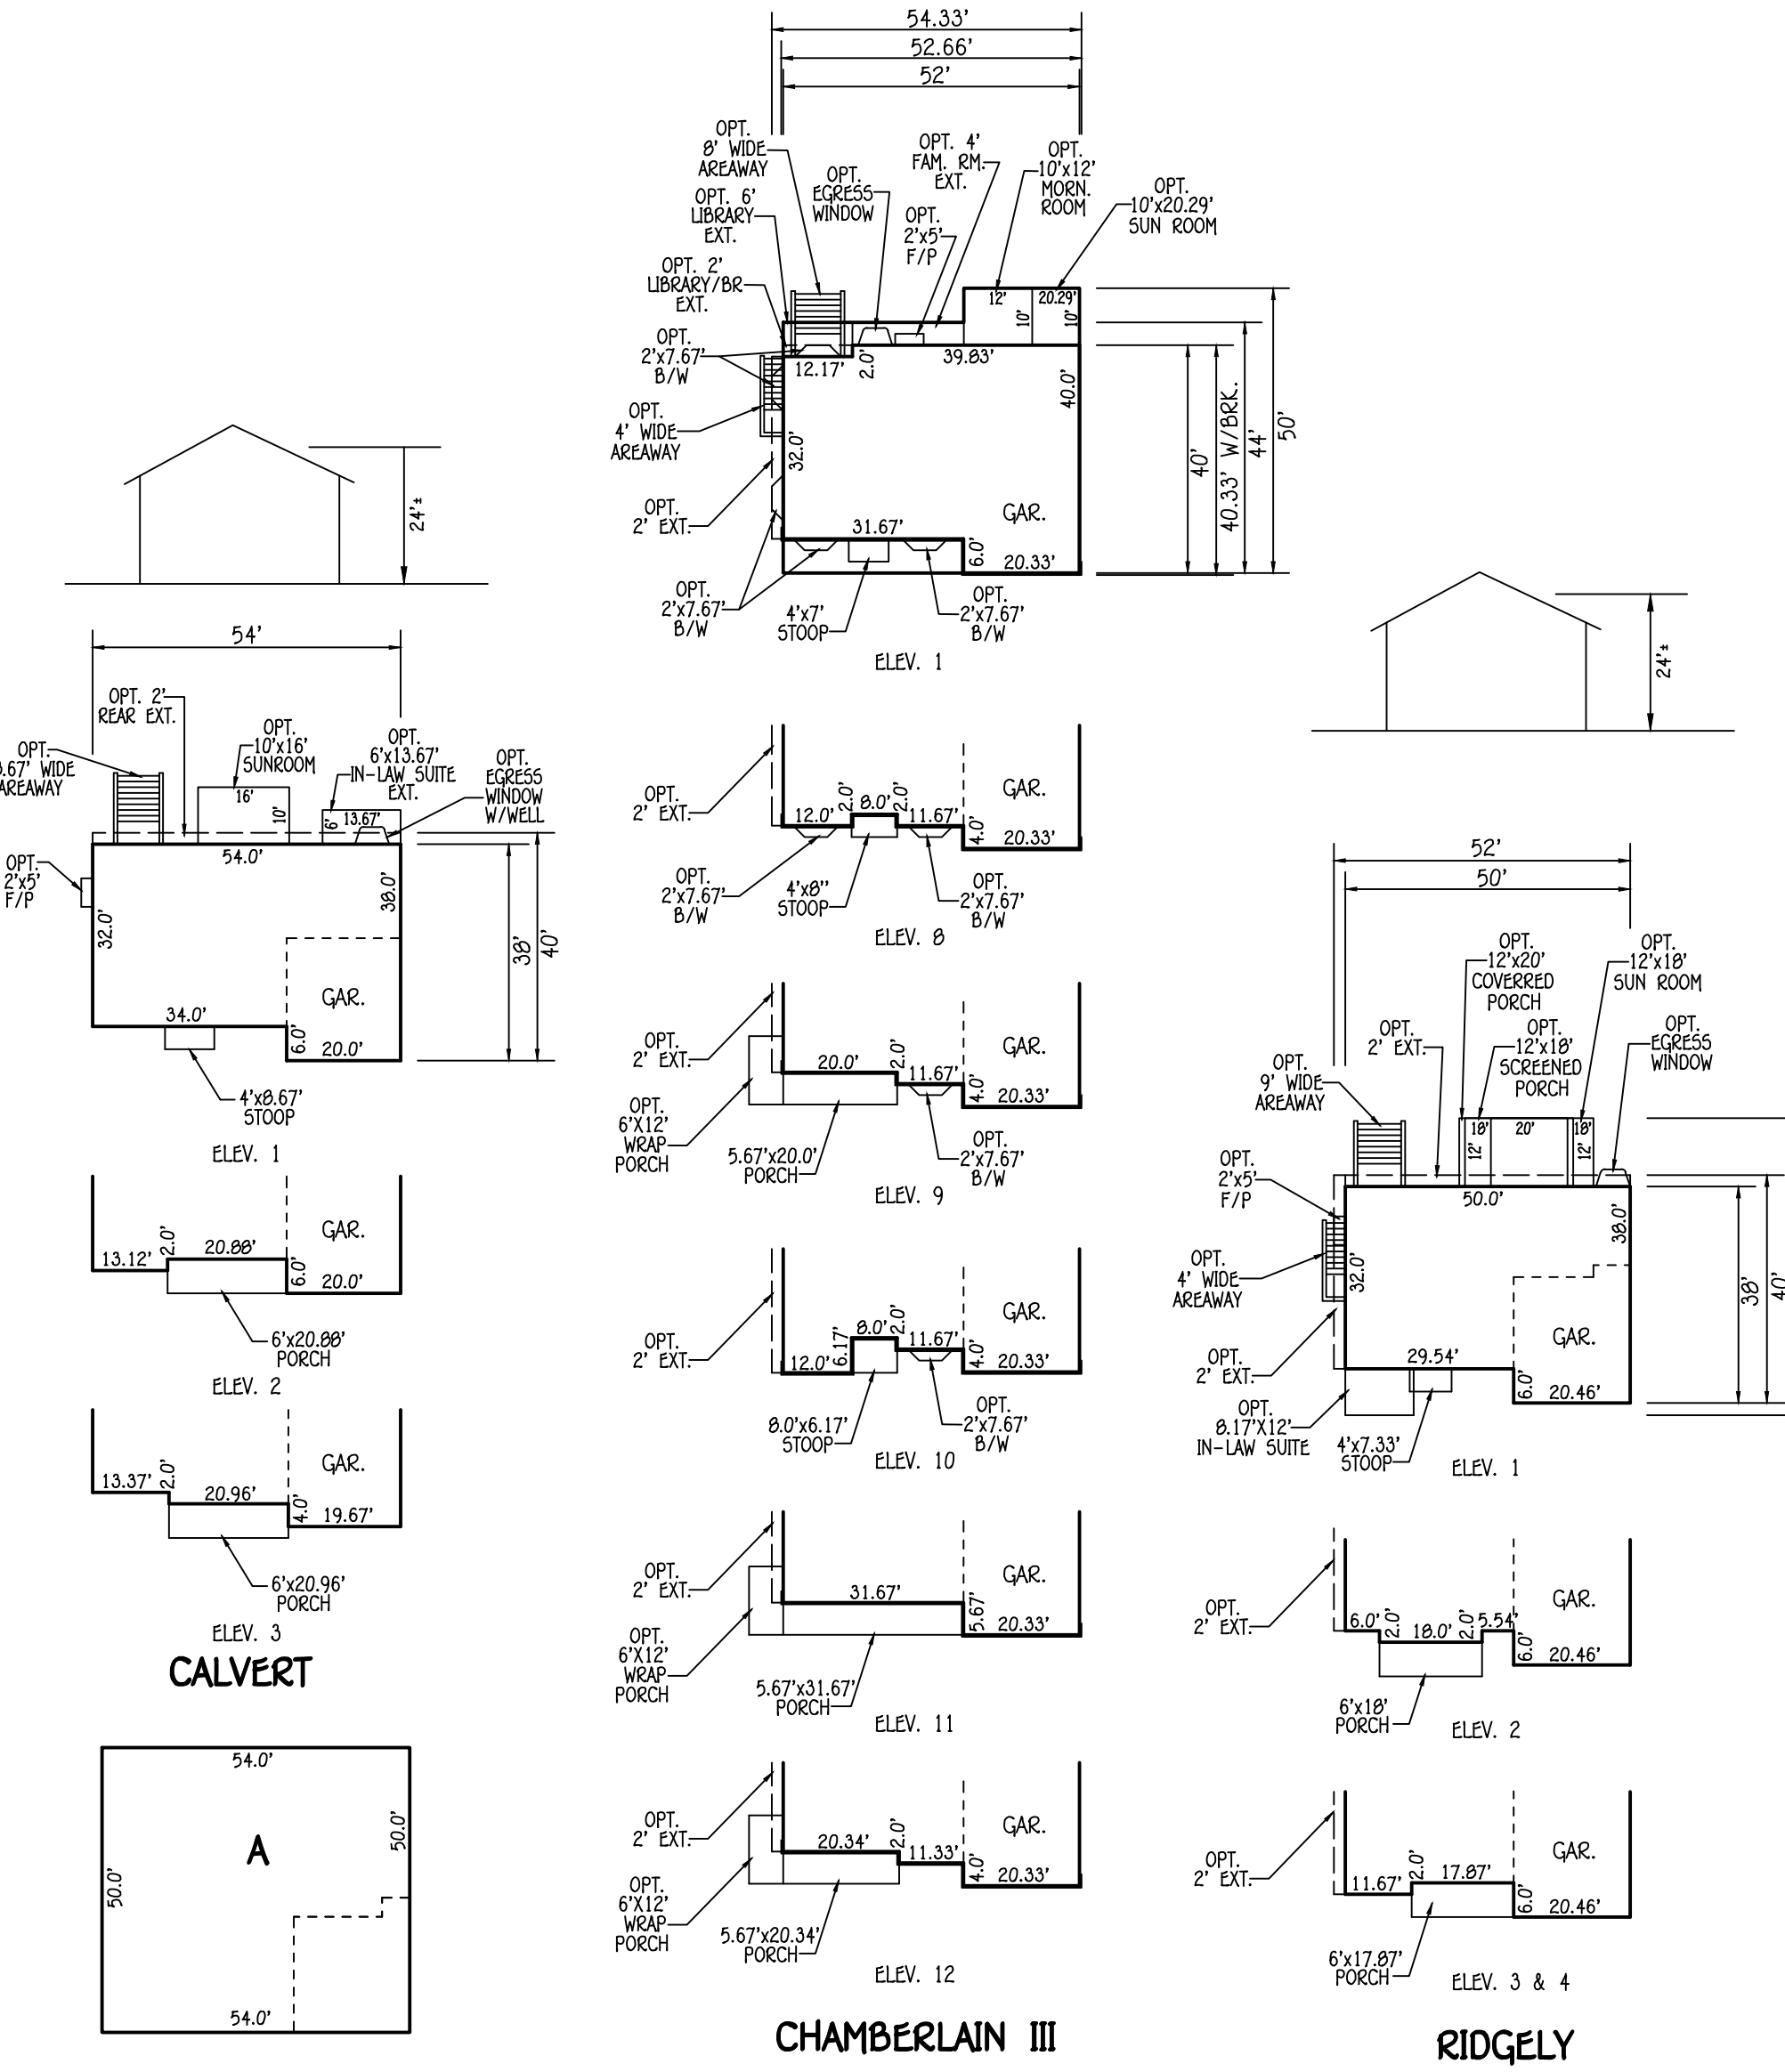 54.33'
52.66'
52'
OPT.
8' WIDE
AREAWAY
OPT. 6'
LIBRARY
EXT.
OPT. 2'
LIBRARY/BR
EXT.
OPT.
EGRESS
WINDOW
OPT. 4'
FAM. RM.
EXT.
OPT.
2'x5'
F/P
OPT.
10'x12'
MORN.
ROOM
OPT.
10'x20.29'
SUN ROOM
12'
20.29'
10'
10'
OPT.
2'x7.67'
B/W
12.17'
2.0'
39.83'
40.0'
OPT.
4' WIDE
AREAWAY
32.0'
OPT.
2' EXT.
31.67'
GAR.
6.0'
20.33'
40'
40.33' W/BRK.
44'
50'
OPT.
2'x7.67'
B/W
4'x7'
STOOP
OPT.
2'x7.67'
B/W
ELEV. 1
OPT.
2' EXT.
12.0'
2.0'
8.0'
2.0'
11.67'
4.0'
GAR.
20.33'
OPT.
2'x7.67'
B/W
4'x8"
STOOP
OPT.
2'x7.67'
B/W
ELEV. 8
OPT.
2' EXT.
20.0'
2.0'
11.67'
4.0'
GAR.
20.33'
OPT.
6'X12'
WRAP
PORCH
5.67'x20.0'
PORCH
OPT.
2'x7.67'
B/W
ELEV. 9
OPT.
2' EXT.
12.0'
6.17'
8.0'
2.0'
11.67'
4.0'
GAR.
20.33'
8.0'x6.17'
STOOP
OPT.
2'x7.67'
B/W
ELEV. 10
OPT.
2' EXT.
31.67'
5.67'
GAR.
20.33'
OPT.
6'X12'
WRAP
PORCH
5.67'x31.67'
PORCH
ELEV. 11
OPT.
2' EXT.
20.34'
2.0'
11.33'
4.0'
GAR.
20.33'
OPT.
6'X12'
WRAP
PORCH
5.67'x20.34'
PORCH
ELEV. 12
CHAMBERLAIN III
24'±
54'
OPT. 2'
REAR EXT.
OPT.
.67' WIDE
AREAWAY
OPT.
10'x16'
SUNROOM
OPT.
6'x13.67'
IN-LAW SUITE
EXT.
OPT.
EGRESS
WINDOW
W/WELL
16'
10'
6'
13.67'
OPT.
2'x5'
F/P
54.0'
32.0'
38.0'
34.0'
GAR.
6.0'
20.0'
38'
40'
4'x8.67'
STOOP
ELEV. 1
13.12'
2.0'
20.88'
6.0'
GAR.
20.0'
6'x20.88'
PORCH
ELEV. 2
13.37'
2.0'
20.96'
4.0'
GAR.
19.67'
6'x20.96'
PORCH
ELEV. 3
CALVERT
54.0'
50.0'
A
50.0'
54.0'
24'±
52'
50'
OPT.
12'x20'
COVERRED
PORCH
OPT.
12'x18'
SUN ROOM
OPT.
2' EXT.
OPT.
12'x18'
SCREENED
PORCH
OPT.
EGRESS
WINDOW
OPT.
9' WIDE
AREAWAY
18'
20'
18'
12'
12'
OPT.
2'x5'
F/P
50.0'
38.0'
OPT.
4' WIDE
AREAWAY
32.0'
OPT.
2' EXT.
29.54'
GAR.
6.0'
20.46'
38'
40'
OPT.
8.17'X12'
IN-LAW SUITE
4'x7.33'
STOOP
ELEV. 1
OPT.
2' EXT.
6.0'
2.0'
18.0'
2.0'
5.54'
6.0'
GAR.
20.46'
6'x18'
PORCH
ELEV. 2
OPT.
2' EXT.
11.67'
2.0'
17.87'
6.0'
GAR.
20.46'
6'x17.87'
PORCH
ELEV. 3 & 4
RIDGELY